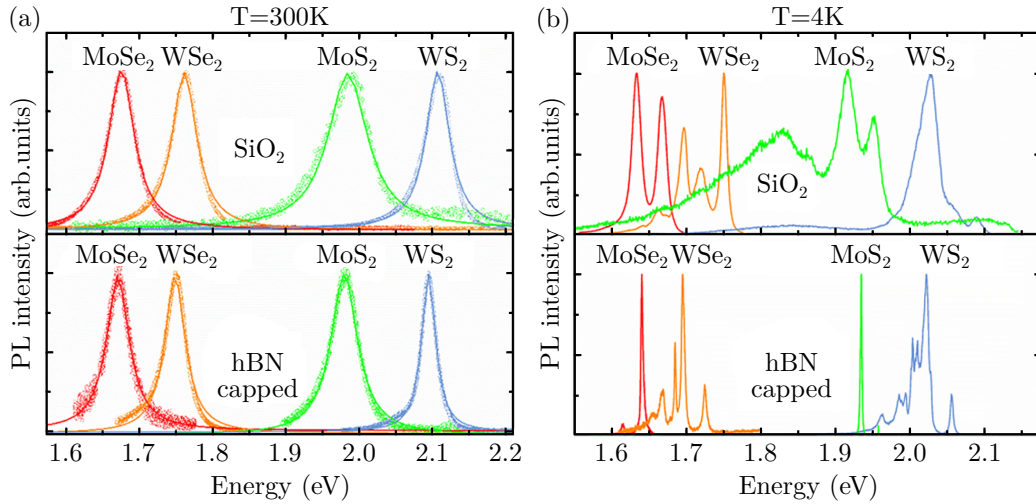 (a) T=300K
MoSe₂ WSe₂ MoS₂ WS₂
SiO₂
PL intensity (arb.units)
MoSe₂ WSe₂ MoS₂ WS₂
hBN
capped
1.6 1.7 1.8 1.9 2.0 2.1 2.2
Energy (eV)
(b) T=4K
MoSe₂ WSe₂ MoS₂ WS₂
SiO₂
PL intensity (arb.units)
MoSe₂ WSe₂ MoS₂ WS₂
hBN
capped
1.6 1.7 1.8 1.9 2.0 2.1
Energy (eV)